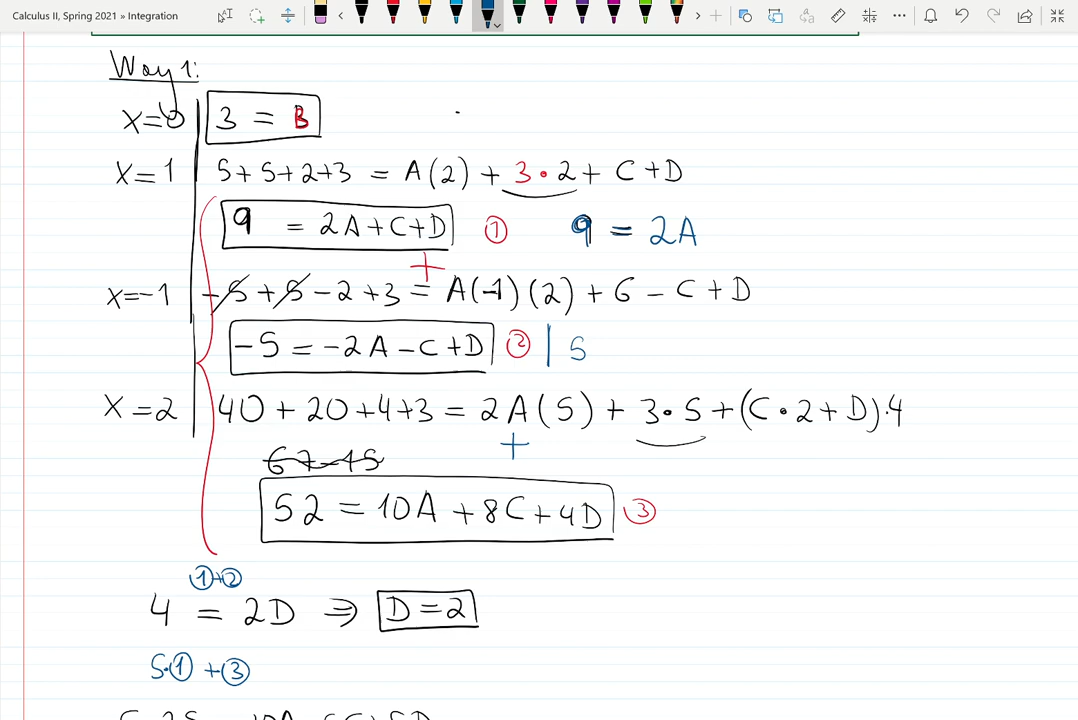 Calculus II, Spring 2021 » Integration
Way 1:
x=0 3 = B
x=1 5+5+2+3 = A(2) + 3·2 + C+D
9 = 2A+C+D ① 9 = 2A
+
x=-1 -5+5-2+3 = A(-1)(2)+6-C+D
-5 = -2A-C+D ② | 5
x=2 40+20+4+3 = 2A(5)+3·5+(C·2+D)·4
+
67-15
52 = 10A+8C+4D ③
①+②
4 = 2D ⇒ D=2
5·① + ③